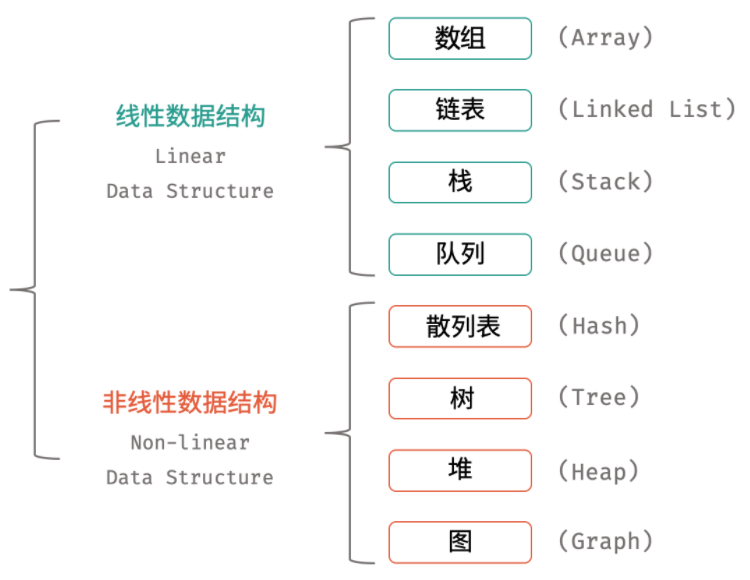 线性数据结构
Linear
Data Structure
数组 (Array)
链表 (Linked List)
栈 (Stack)
队列 (Queue)
非线性数据结构
Non-linear
Data Structure
散列表 (Hash)
树 (Tree)
堆 (Heap)
图 (Graph)